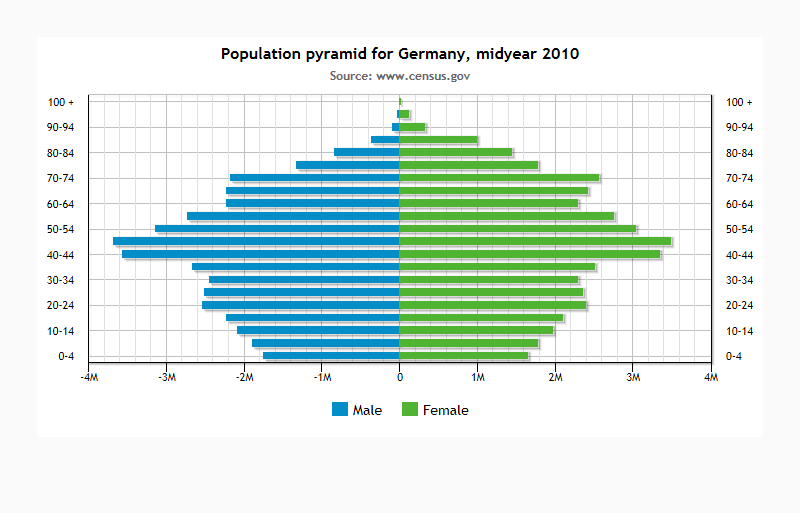 Population pyramid for Germany, midyear 2010
Source: www.census.gov
100 + 100 +
90-94 90-94
80-84 80-84
70-74 70-74
60-64 60-64
50-54 50-54
40-44 40-44
30-34 30-34
20-24 20-24
10-14 10-14
0-4 0-4
-4M -3M -2M -1M 0 1M 2M 3M 4M
Male Female